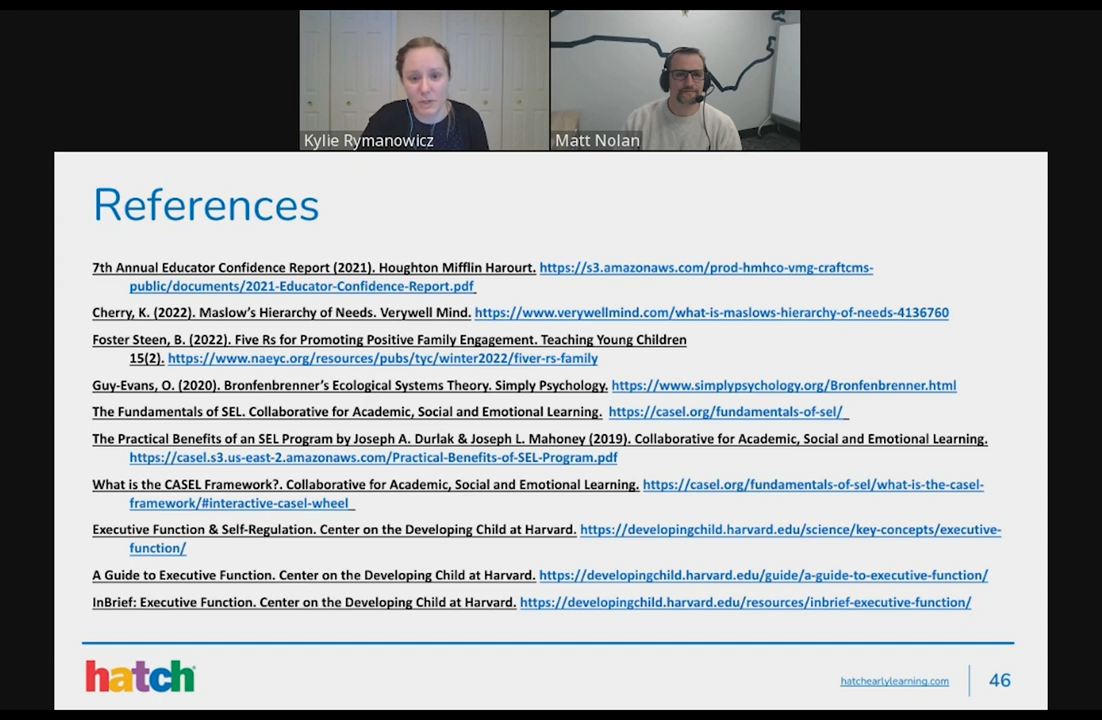 Kylie Rymanowicz
Matt Nolan
References
7th Annual Educator Confidence Report (2021). Houghton Mifflin Harourt. https://s3.amazonaws.com/prod-hmhco-vmg-craftcms-
public/documents/2021-Educator-Confidence-Report.pdf
Cherry, K. (2022). Maslow's Hierarchy of Needs. Verywell Mind. https://www.verywellmind.com/what-is-maslows-hierarchy-of-needs-4136760
Foster Steen, B. (2022). Five Rs for Promoting Positive Family Engagement. Teaching Young Children
15(2). https://www.naeyc.org/resources/pubs/tyc/winter2022/fiver-rs-family
Guy-Evans, O. (2020). Bronfenbrenner's Ecological Systems Theory. Simply Psychology. https://www.simplypsychology.org/Bronfenbrenner.html
The Fundamentals of SEL. Collaborative for Academic, Social and Emotional Learning. https://casel.org/fundamentals-of-sel/
The Practical Benefits of an SEL Program by Joseph A. Durlak & Joseph L. Mahoney (2019). Collaborative for Academic, Social and Emotional Learning.
https://casel.s3.us-east-2.amazonaws.com/Practical-Benefits-of-SEL-Program.pdf
What is the CASEL Framework?. Collaborative for Academic, Social and Emotional Learning. https://casel.org/fundamentals-of-sel/what-is-the-casel-
framework/#interactive-casel-wheel
Executive Function & Self-Regulation. Center on the Developing Child at Harvard. https://developingchild.harvard.edu/science/key-concepts/executive-
function/
A Guide to Executive Function. Center on the Developing Child at Harvard. https://developingchild.harvard.edu/guide/a-guide-to-executive-function/
InBrief: Executive Function. Center on the Developing Child at Harvard. https://developingchild.harvard.edu/resources/inbrief-executive-function/
hatch
hatchearlylearning.com
46